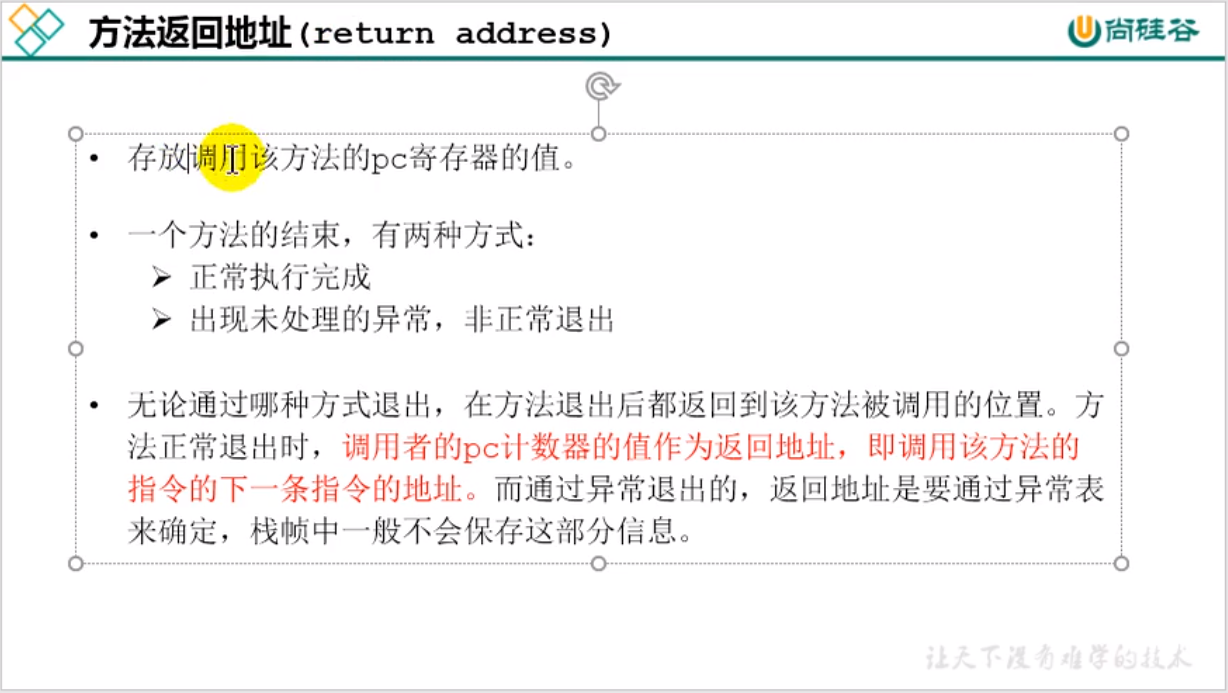 方法返回地址(return address)
尚硅谷
• 存放调用该方法的pc寄存器的值。
• 一个方法的结束，有两种方式：
➢ 正常执行完成
➢ 出现未处理的异常，非正常退出
• 无论通过哪种方式退出，在方法退出后都返回到该方法被调用的位置。方
法正常退出时，调用者的pc计数器的值作为返回地址，即调用该方法的
指令的下一条指令的地址。而通过异常退出的，返回地址是要通过异常表
来确定，栈帧中一般不会保存这部分信息。
让天下没有难学的技术